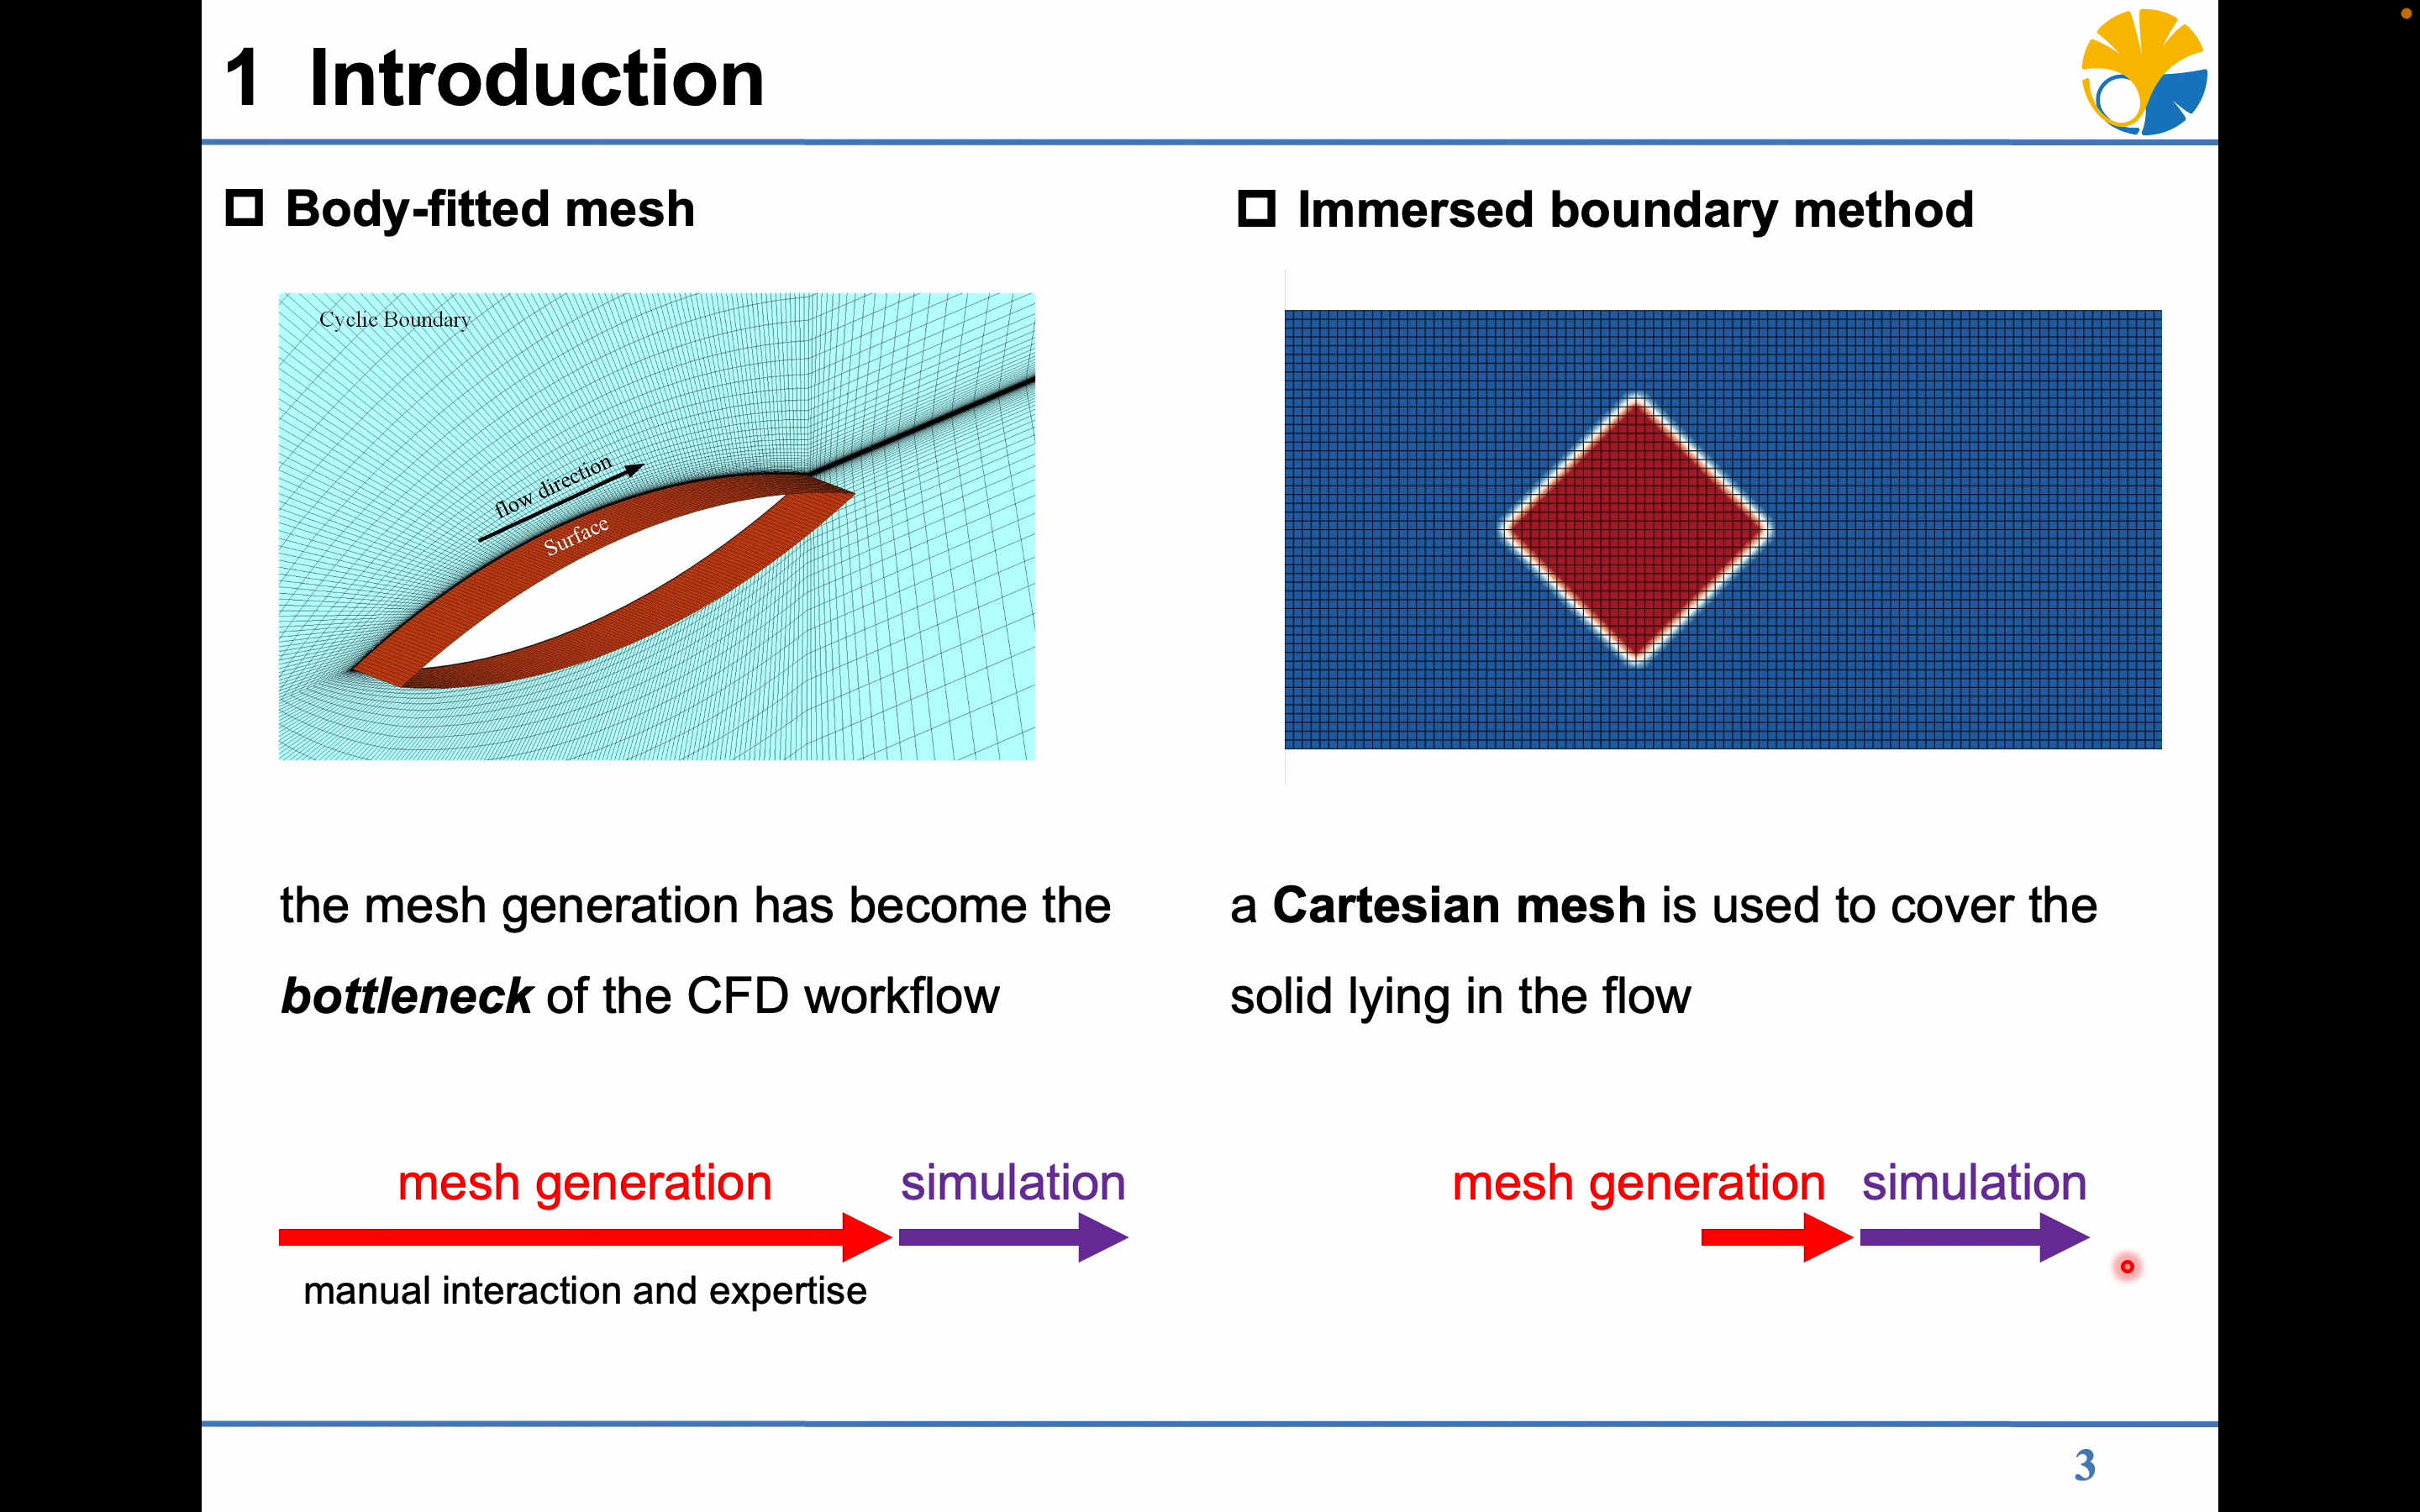 1 Introduction
Body-fitted mesh
Cyclic Boundary
flow direction
Surface
the mesh generation has become the
bottleneck of the CFD workflow
mesh generation
simulation
manual interaction and expertise
Immersed boundary method
a Cartesian mesh is used to cover the
solid lying in the flow
mesh generation
simulation
3